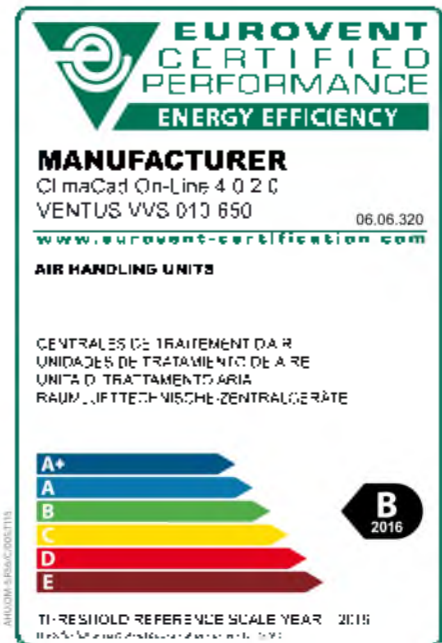 EUROVENT
CERTIFIED
PERFORMANCE
ENERGY EFFICIENCY
MANUFACTURER
ClimaCad On-Line 4.0.2.0
VENTUS VVS 010-650
06.06.320
www.eurovent-certification.com
AIR HANDLING UNITS
CENTRALES DE TRAITEMENT D'AIR
UNIDADES DE TRATAMIENTO DE AIRE
UNITA DI TRATTAMENTO ARIA
RAUMLUFTTECHNISCHE-ZENTRALGERÄTE
A+
A
B
C
D
E
B
2016
THRESHOLD REFERENCE SCALE YEAR 2016